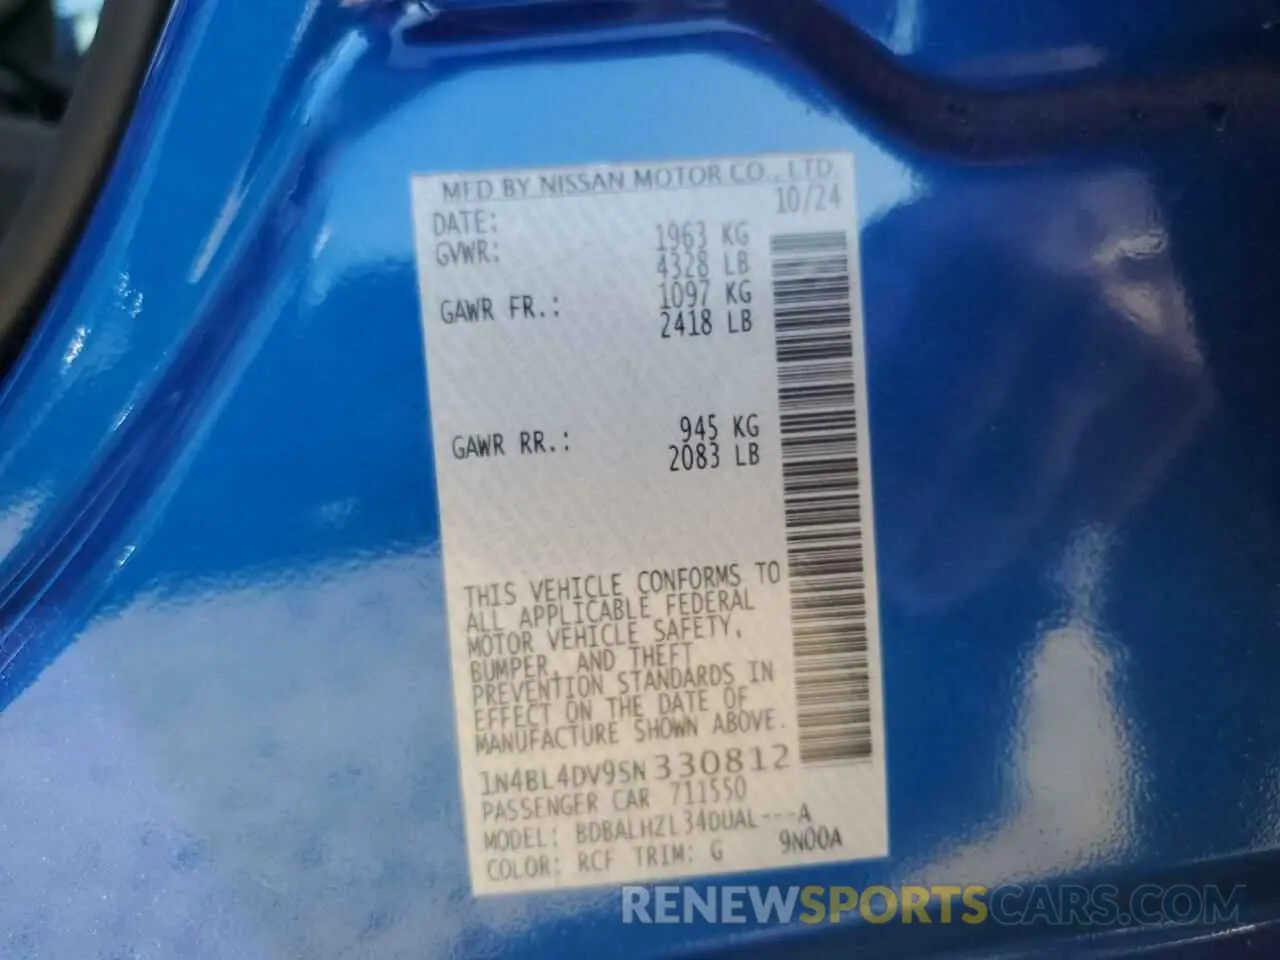 MFD BY NISSAN MOTOR CO., LTD.
DATE: 10/24
GVWR: 1963 KG
4328 LB
GAWR FR.: 1097 KG
2418 LB
GAWR RR.: 945 KG
2083 LB
THIS VEHICLE CONFORMS TO
ALL APPLICABLE FEDERAL
MOTOR VEHICLE SAFETY,
BUMPER, AND THEFT
PREVENTION STANDARDS IN
EFFECT ON THE DATE OF
MANUFACTURE SHOWN ABOVE.
1N4BL4DV9SN330812
PASSENGER CAR 711550
MODEL: BDBALHZL34DUAL---A
COLOR: RCF TRIM: G 9N00A
RENEWSPORTSCARS.COM